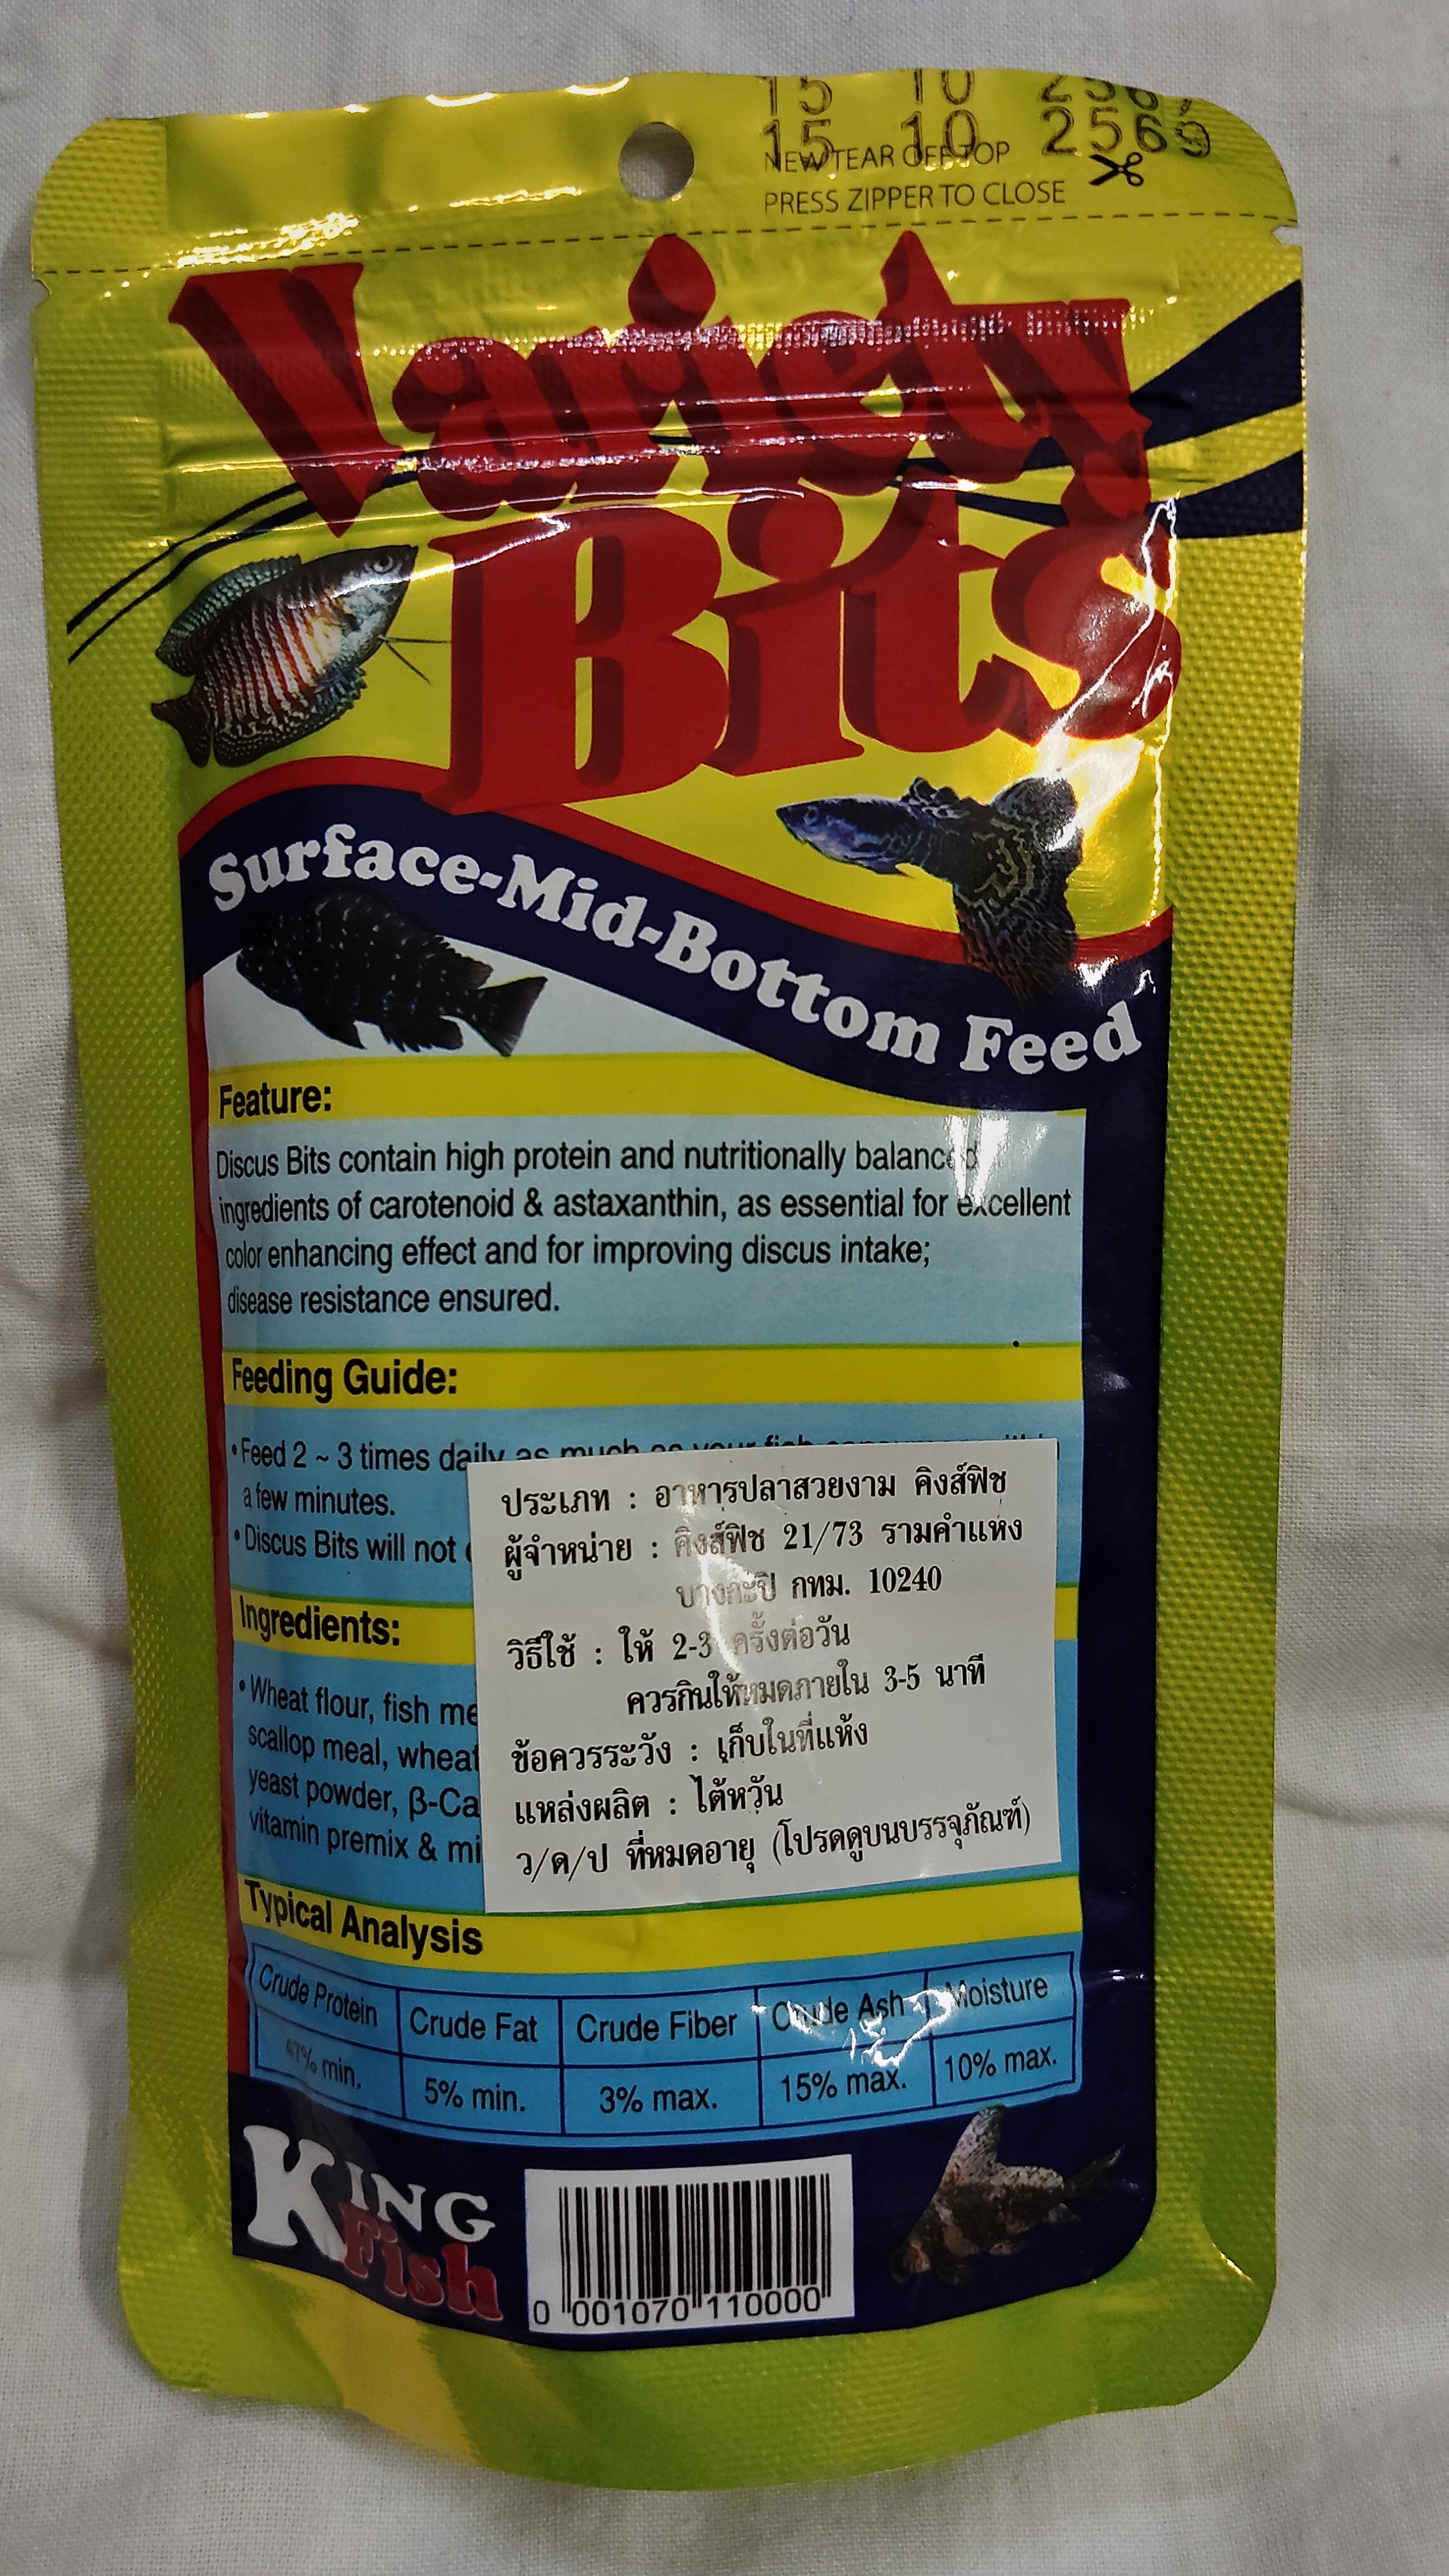 15 10 2567
15 10 2569
NEW TEAR OFF TOP
PRESS ZIPPER TO CLOSE
Variety
Bits
Surface-Mid-Bottom Feed
Feature:
Discus Bits contain high protein and nutritionally balanced
ingredients of carotenoid & astaxanthin, as essential for excellent
color enhancing effect and for improving discus intake;
disease resistance ensured.
Feeding Guide:
•Feed 2 ~ 3 times daily as much as your fish
a few minutes.
•Discus Bits will not
Ingredients:
•Wheat flour, fish
scallop meal, wheat
yeast powder, β-Ca
vitamin premix &
ประเภท : อาหารปลาสวยงาม คิงส์ฟิช
ผู้จำหน่าย : คิงส์ฟิช 21/73 รามคำแหง
บางกะปิ กทม. 10240
วิธีใช้ : ให้ 2-3 ครั้งต่อวัน
ควรกินให้หมดภายใน 3-5 นาที
ข้อควรระวัง : เก็บในที่แห้ง
แหล่งผลิต : ไต้หวัน
ว/ด/ป ที่หมดอายุ (โปรดดูบนบรรจุภัณฑ์)
Typical Analysis
Crude Protein Crude Fat Crude Fiber Crude Ash Moisture
47% min. 5% min. 3% max. 15% max. 10% max.
KING
Fish
0 001070 110000